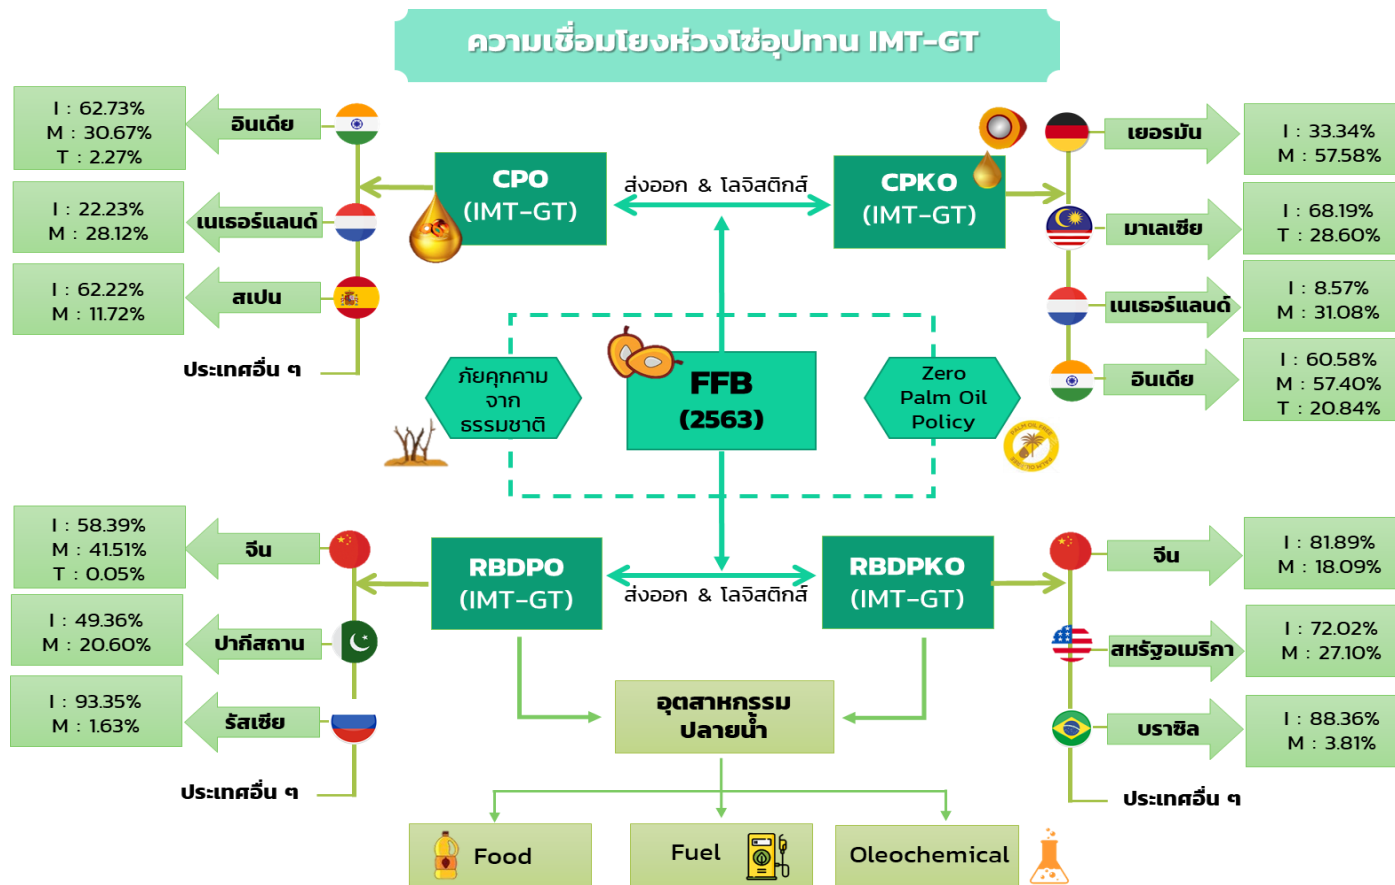 ความเชื่อมโยงห่วงโซ่อุปทาน IMT-GT
I : 62.73%
M : 30.67%
T : 2.27%
อินเดีย
I : 22.23%
M : 28.12%
เนเธอร์แลนด์
I : 62.22%
M : 11.72%
สเปน
ประเทศอื่น ๆ
CPO
(IMT-GT)
ส่งออก & โลจิสติกส์
CPKO
(IMT-GT)
เยอรมัน
I : 33.34%
M : 57.58%
มาเลเซีย
I : 68.19%
T : 28.60%
เนเธอร์แลนด์
I : 8.57%
M : 31.08%
อินเดีย
I : 60.58%
M : 57.40%
T : 20.84%
ภัยคุกคาม
จาก
ธรรมชาติ
FFB
(2563)
Zero
Palm Oil
Policy
PALM OIL FREE
I : 58.39%
M : 41.51%
T : 0.05%
จีน
I : 49.36%
M : 20.60%
ปากีสถาน
I : 93.35%
M : 1.63%
รัสเซีย
ประเทศอื่น ๆ
RBDPO
(IMT-GT)
ส่งออก & โลจิสติกส์
RBDPKO
(IMT-GT)
จีน
I : 81.89%
M : 18.09%
สหรัฐอเมริกา
I : 72.02%
M : 27.10%
บราซิล
I : 88.36%
M : 3.81%
ประเทศอื่น ๆ
อุตสาหกรรม
ปลายน้ำ
Food
Fuel
Oleochemical